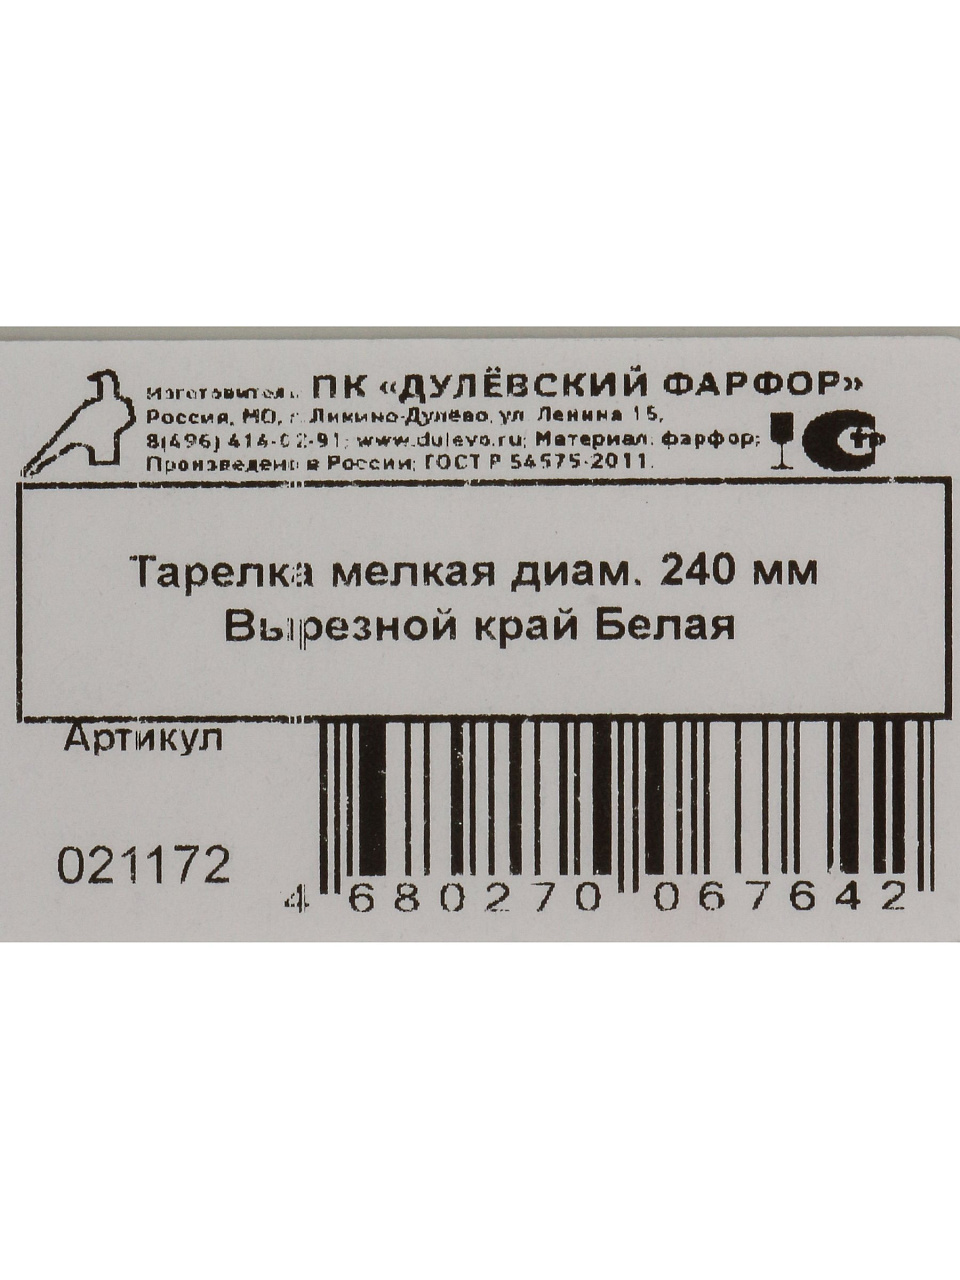 Изготовитель: ПК «ДУЛЁВСКИЙ ФАРФОР»
Россия, МО, г. Ликино-Дулёво, ул. Ленина 15,
8(496) 414-02-91; www.dulevo.ru; Материал: фарфор;
Произведено в России; ГОСТ Р 54575-2011.
Тарелка мелкая диам. 240 мм
Вырезной край Белая
Артикул
021172
4 680270 067642